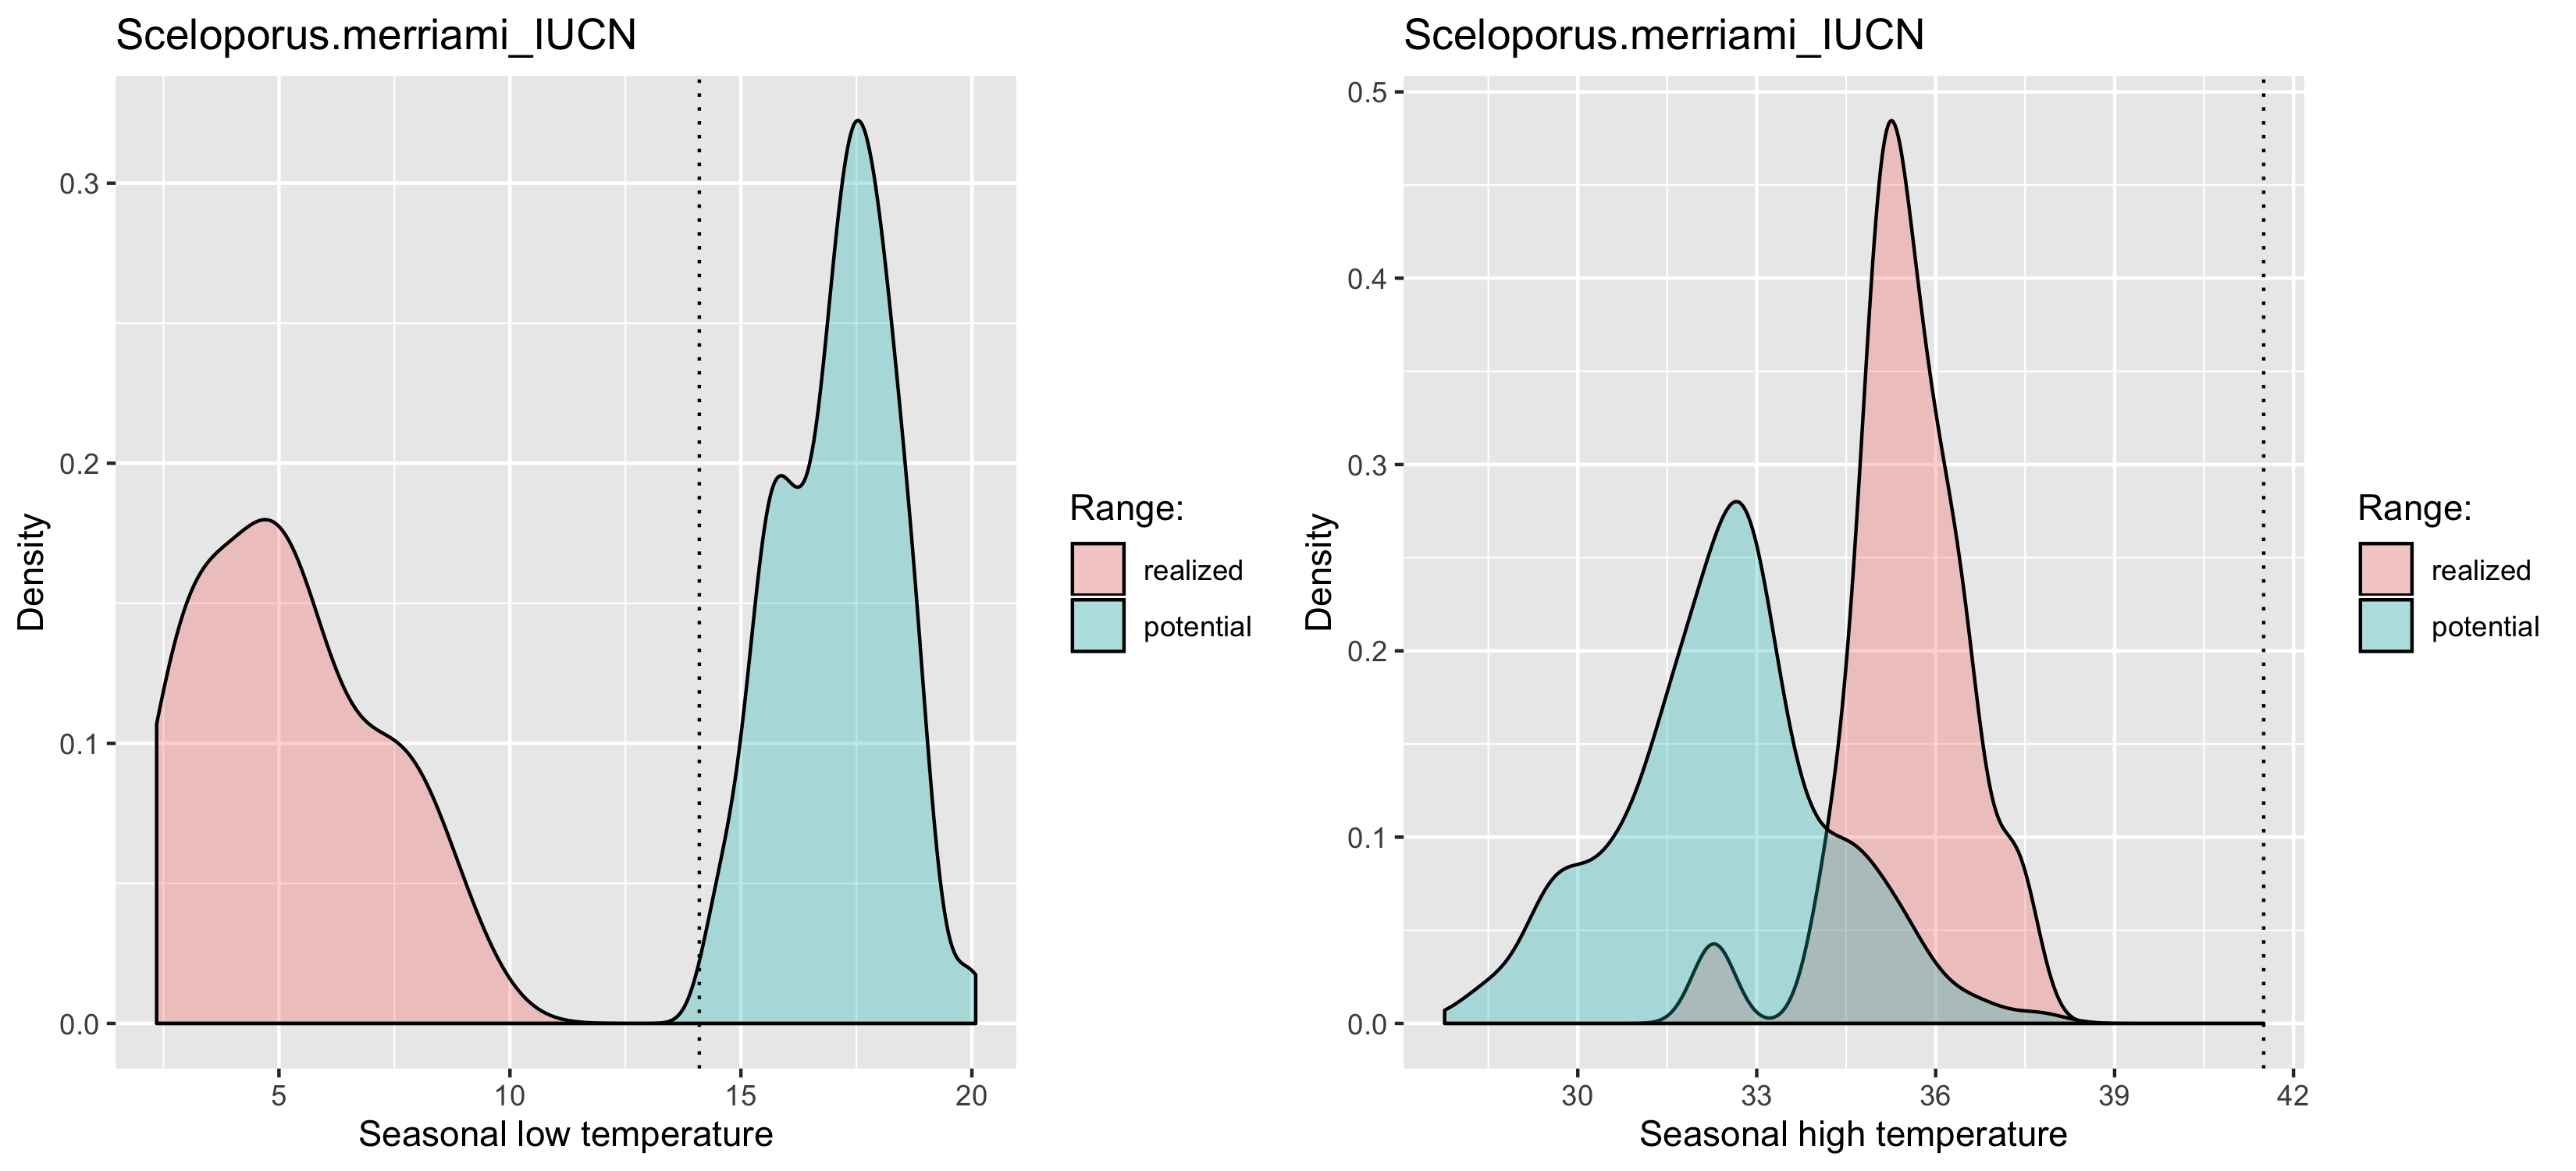 Sceloporus.merriami_IUCN
0.3
0.2
0.1
0.0
Density
5 10 15 20
Seasonal low temperature
Range:
realized
potential
Sceloporus.merriami_IUCN
0.5
0.4
0.3
0.2
0.1
0.0
Density
30 33 36 39 42
Seasonal high temperature
Range:
realized
potential